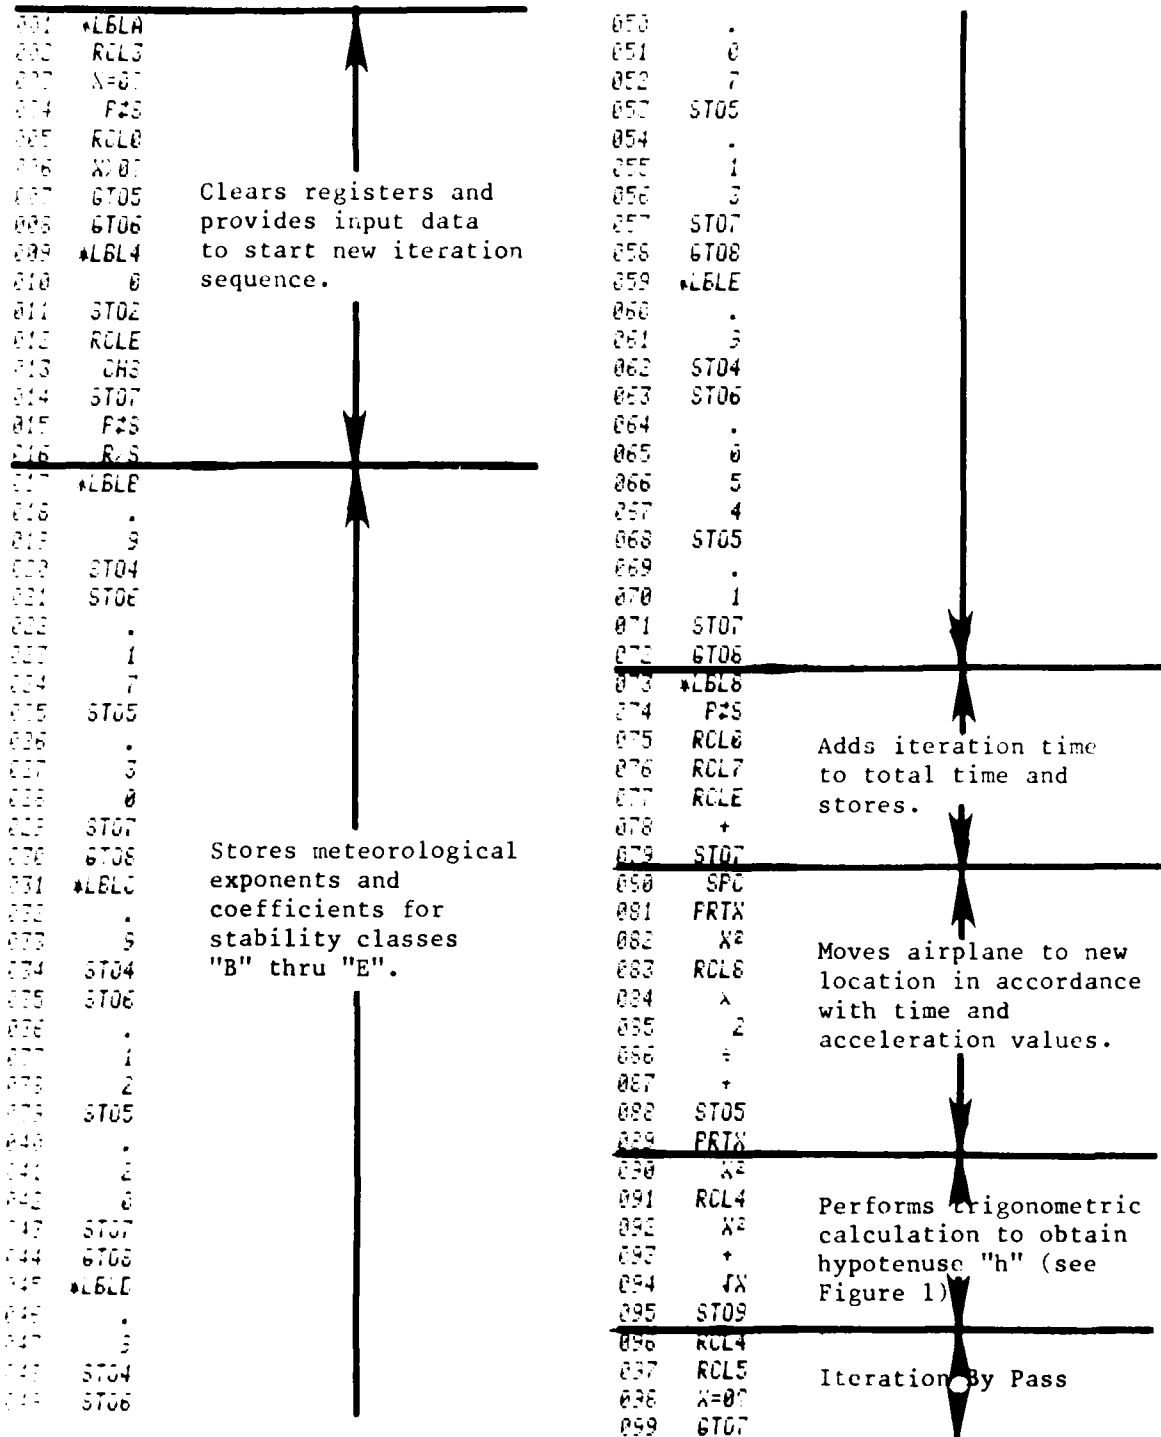 001 *LBLA
002 RCL3
003 X=0?
004 P≠S
005 RCL0
006 X>0?
007 GTO5
008 GTO6
009 *LBL4
010 0
011 STO2
012 RCLE
013 CHS
014 STO7
015 P≠S
016 R/S
Clears registers and
provides input data
to start new iteration
sequence.
017 *LBLB
018 .
019 9
020 STO4
021 STO6
022 .
023 1
024 7
025 STO5
026 .
027 3
028 0
029 STO7
030 GTO8
031 *LBLC
032 .
033 9
034 STO4
035 STO6
036 .
037 1
038 2
039 STO5
040 .
041 2
042 0
043 STO7
044 GTO8
045 *LBLD
046 .
047 9
048 STO4
049 STO6
Stores meteorological
exponents and
coefficients for
stability classes
"B" thru "E".
050 .
051 0
052 7
053 STO5
054 .
055 1
056 3
057 STO7
058 GTO8
059 *LBLE
060 .
061 9
062 STO4
063 STO6
064 .
065 0
066 5
067 4
068 STO5
069 .
070 1
071 STO7
072 GTO8
073 *LBL8
074 P≠S
075 RCL6
076 RCL7
077 RCLE
078 +
079 STO7
Adds iteration time
to total time and
stores.
080 SPC
081 PRTX
082 X²
083 RCL8
084 x
085 2
086 ÷
087 +
088 STO5
089 PRTX
Moves airplane to new
location in accordance
with time and
acceleration values.
090 X²
091 RCL4
092 X²
093 +
094 √X
095 STO9
Performs trigonometric
calculation to obtain
hypotenuse "h" (see
Figure 1)
096 RCL4
097 RCL5
098 X=0?
099 GTO7
Iteration By Pass